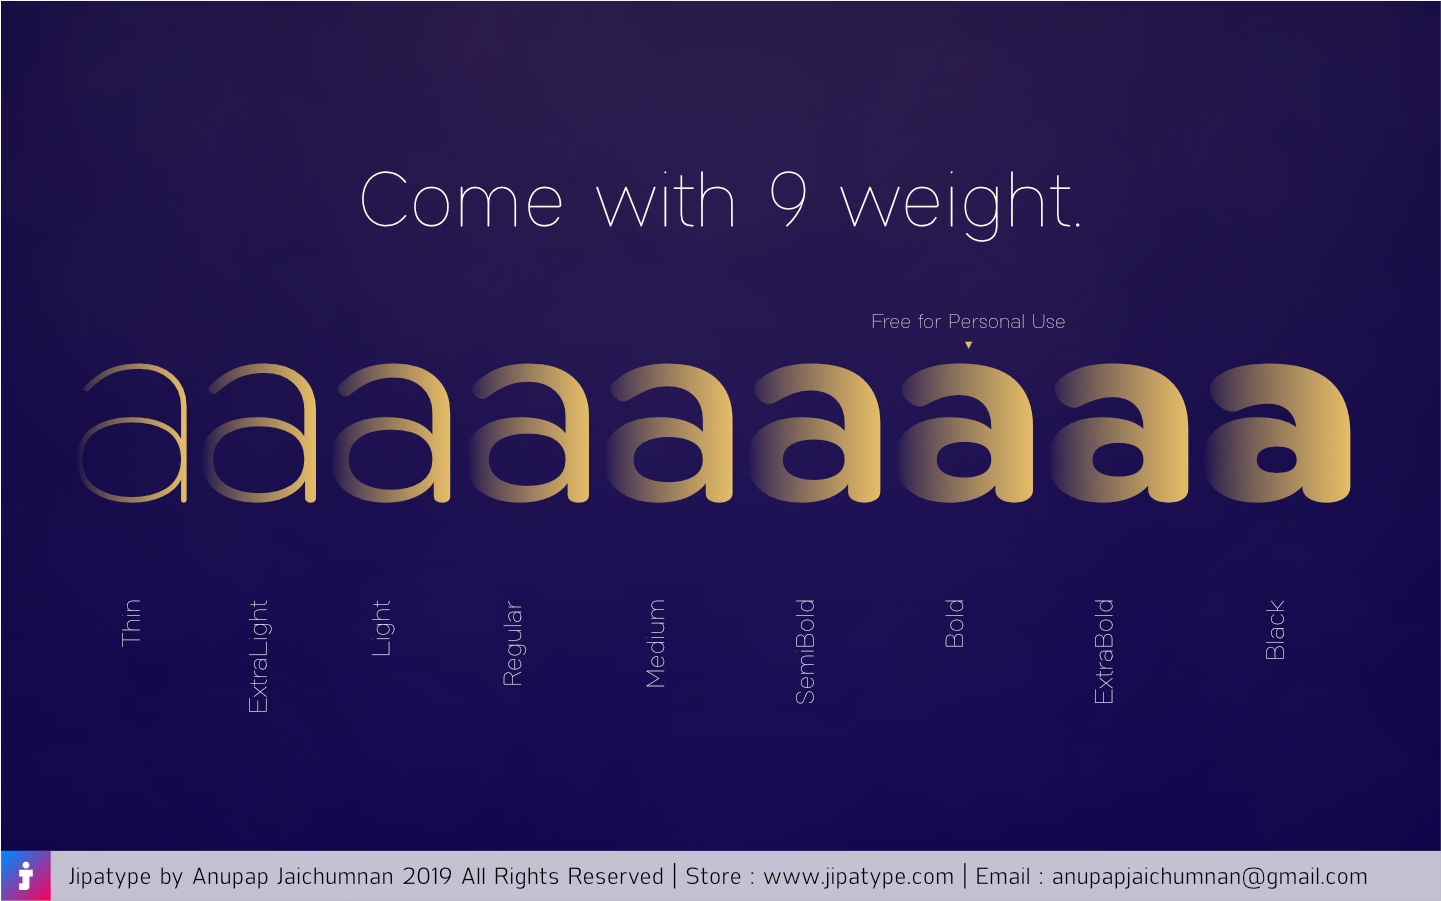 Come with 9 weight.
Free for Personal Use
a a a a a a a a a
Thin
ExtraLight
Light
Regular
Medium
SemiBold
Bold
ExtraBold
Black
Jipatype by Anupap Jaichumnan 2019 All Rights Reserved | Store : www.jipatype.com | Email : anupapjaichumnan@gmail.com